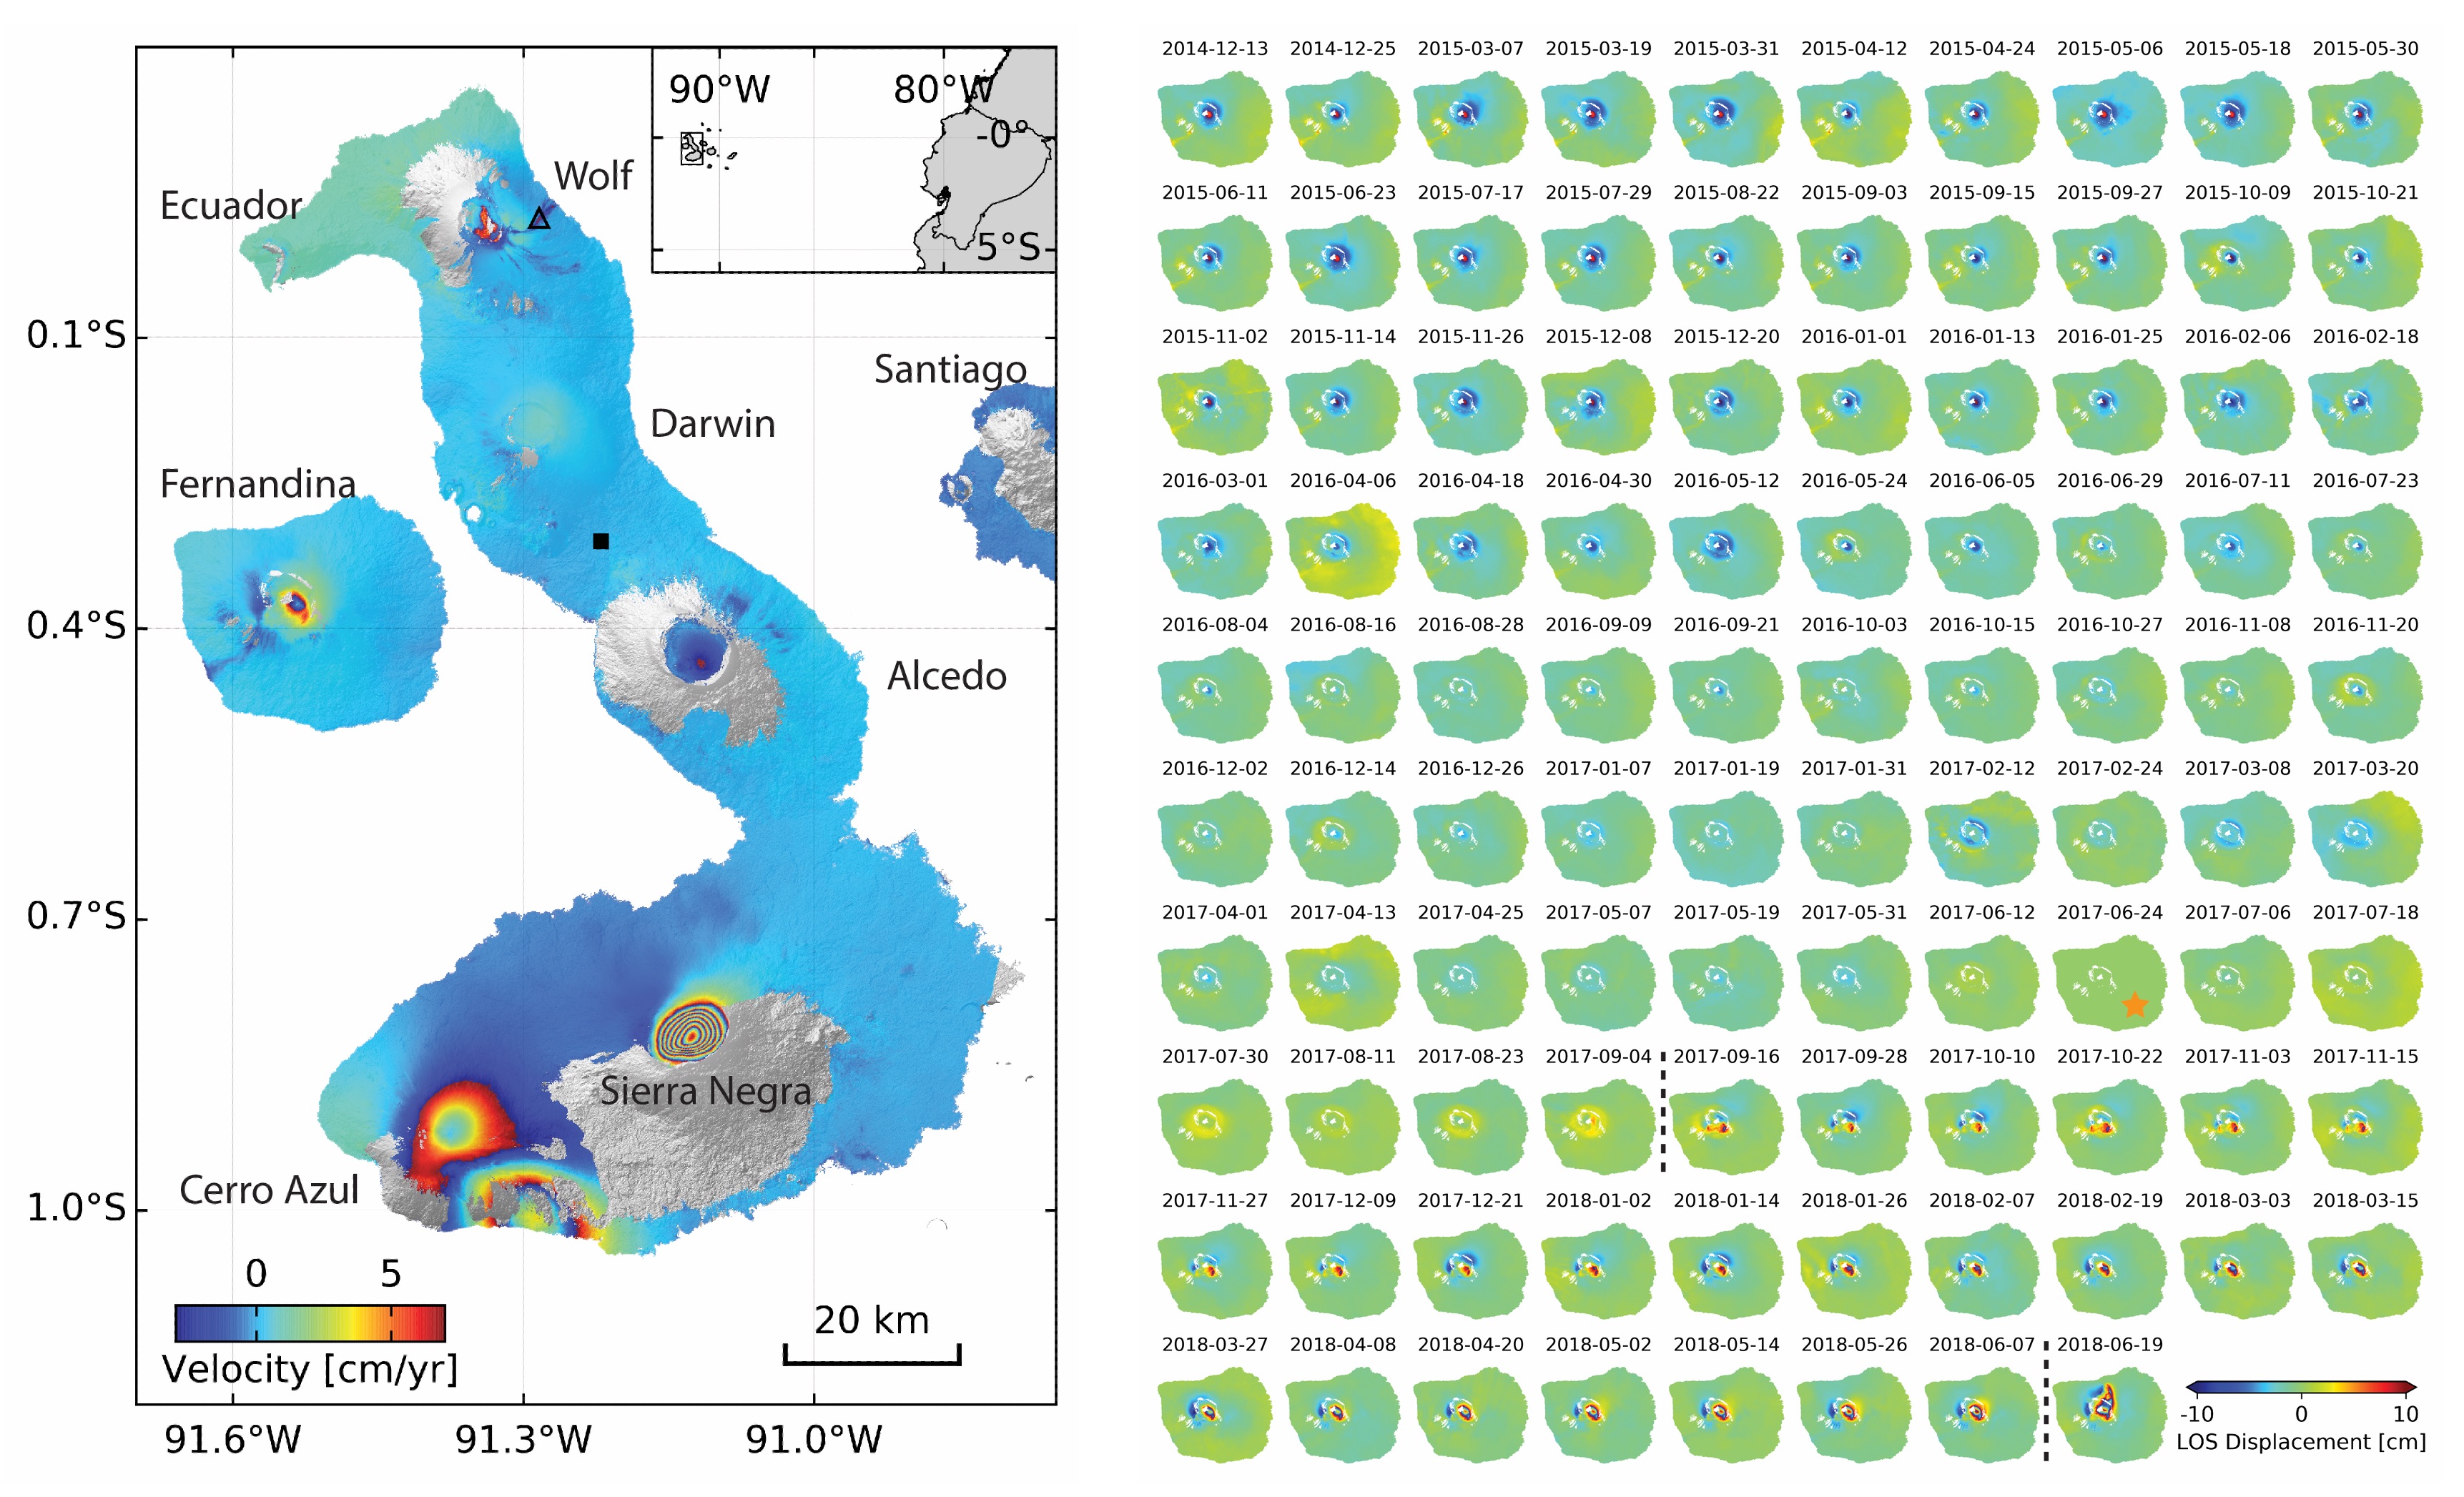 90°W 80°W
-0°
5°S
Wolf
Ecuador
0.1°S
Santiago
Darwin
Fernandina
0.4°S
Alcedo
0.7°S
Sierra Negra
Cerro Azul
1.0°S
0 5
Velocity [cm/yr]
20 km
91.6°W 91.3°W 91.0°W
2014-12-13 2014-12-25 2015-03-07 2015-03-19 2015-03-31 2015-04-12 2015-04-24 2015-05-06 2015-05-18 2015-05-30
2015-06-11 2015-06-23 2015-07-17 2015-07-29 2015-08-22 2015-09-03 2015-09-15 2015-09-27 2015-10-09 2015-10-21
2015-11-02 2015-11-14 2015-11-26 2015-12-08 2015-12-20 2016-01-01 2016-01-13 2016-01-25 2016-02-06 2016-02-18
2016-03-01 2016-04-06 2016-04-18 2016-04-30 2016-05-12 2016-05-24 2016-06-05 2016-06-29 2016-07-11 2016-07-23
2016-08-04 2016-08-16 2016-08-28 2016-09-09 2016-09-21 2016-10-03 2016-10-15 2016-10-27 2016-11-08 2016-11-20
2016-12-02 2016-12-14 2016-12-26 2017-01-07 2017-01-19 2017-01-31 2017-02-12 2017-02-24 2017-03-08 2017-03-20
2017-04-01 2017-04-13 2017-04-25 2017-05-07 2017-05-19 2017-05-31 2017-06-12 2017-06-24 2017-07-06 2017-07-18
2017-07-30 2017-08-11 2017-08-23 2017-09-04 2017-09-16 2017-09-28 2017-10-10 2017-10-22 2017-11-03 2017-11-15
2017-11-27 2017-12-09 2017-12-21 2018-01-02 2018-01-14 2018-01-26 2018-02-07 2018-02-19 2018-03-03 2018-03-15
2018-03-27 2018-04-08 2018-04-20 2018-05-02 2018-05-14 2018-05-26 2018-06-07 2018-06-19
-10 0 10
LOS Displacement [cm]